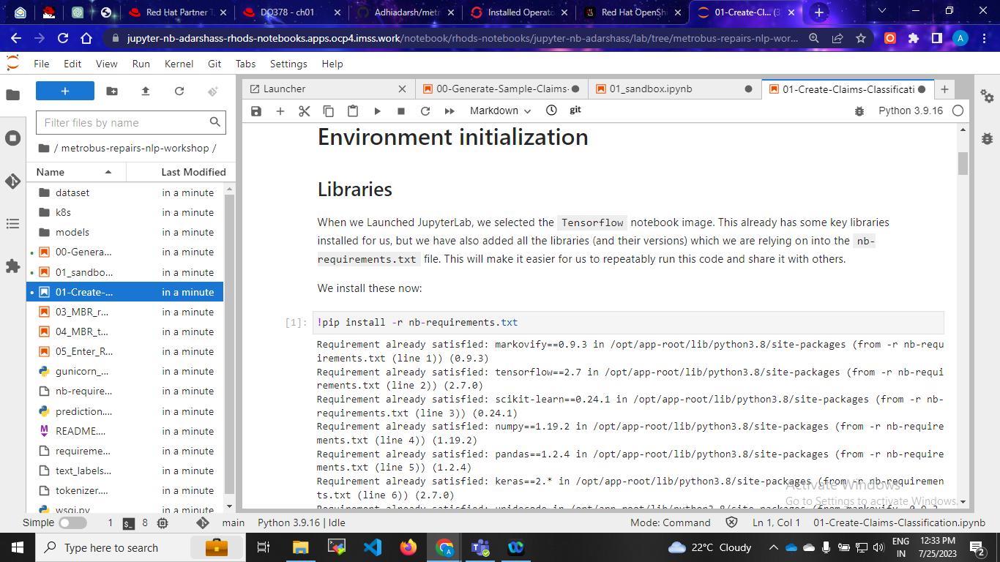 Red Hat Partner T
DO378 - ch01
Adhiadarsh/metr
Installed Operato
Red Hat OpenShi
01-Create-Cl... (3
jupyter-nb-adarshass-rhods-notebooks.apps.ocp4.imss.work/notebook/rhods-notebooks/jupyter-nb-adarshass/lab/tree/metrobus-repairs-nlp-wor...
A
File Edit View Run Kernel Git Tabs Settings Help
Launcher
00-Generate-Sample-Claims-
01_sandbox.ipynb
01-Create-Claims-Classificati
Markdown
git
Python 3.9.16
Filter files by name
/ metrobus-repairs-nlp-workshop /
Name Last Modified
dataset in a minute
k8s in a minute
models in a minute
00-Genera... in a minute
01_sandbo... in a minute
01-Create-... in a minute
03_MBR_r... in a minute
04_MBR_t... in a minute
05_Enter_R... in a minute
gunicorn_... in a minute
nb-require... in a minute
prediction.... in a minute
README.... in a minute
requireme... in a minute
text_labels... in a minute
tokenizer.... in a minute
wsgi.py in a minute
Environment initialization
Libraries
When we Launched JupyterLab, we selected the Tensorflow notebook image. This already has some key libraries
installed for us, but we have also added all the libraries (and their versions) which we are relying on into the nb-
requirements.txt file. This will make it easier for us to repeatably run this code and share it with others.
We install these now:
[1]: !pip install -r nb-requirements.txt
Requirement already satisfied: markovify==0.9.3 in /opt/app-root/lib/python3.8/site-packages (from -r nb-requ
irements.txt (line 1)) (0.9.3)
Requirement already satisfied: tensorflow==2.7 in /opt/app-root/lib/python3.8/site-packages (from -r nb-requi
rements.txt (line 2)) (2.7.0)
Requirement already satisfied: scikit-learn==0.24.1 in /opt/app-root/lib/python3.8/site-packages (from -r nb-
requirements.txt (line 3)) (0.24.1)
Requirement already satisfied: numpy==1.19.2 in /opt/app-root/lib/python3.8/site-packages (from -r nb-require
ments.txt (line 4)) (1.19.2)
Requirement already satisfied: pandas==1.2.4 in /opt/app-root/lib/python3.8/site-packages (from -r nb-require
ments.txt (line 5)) (1.2.4)
Requirement already satisfied: keras==2.* in /opt/app-root/lib/python3.8/site-packages (from -r nb-requiremen
ts.txt (line 6)) (2.7.0)
Requirement already satisfied: unidecode in /opt/app-root/lib/python3.8/site-packages (from markovify==0.9.3
Activate Windows
Go to Settings to activate Windows.
Simple 1 8 main Python 3.9.16 | Idle Mode: Command Ln 1, Col 1 01-Create-Claims-Classification.ipynb
Type here to search
22°C Cloudy
ENG
IN
12:33 PM
7/25/2023
2